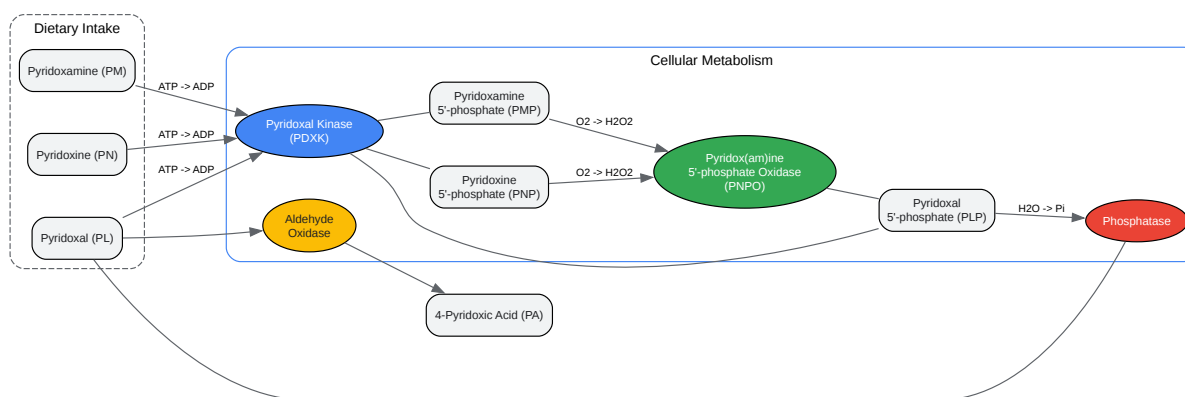 Dietary Intake
Pyridoxamine (PM)
Pyridoxine (PN)
Pyridoxal (PL)
ATP -> ADP
ATP -> ADP
ATP -> ADP
Cellular Metabolism
Pyridoxal Kinase
(PDXK)
Aldehyde
Oxidase
Pyridoxamine
5'-phosphate (PMP)
Pyridoxine
5'-phosphate (PNP)
4-Pyridoxic Acid (PA)
O2 -> H2O2
O2 -> H2O2
Pyridox(am)ine
5'-phosphate Oxidase
(PNPO)
Pyridoxal
5'-phosphate (PLP)
H2O -> Pi
Phosphatase